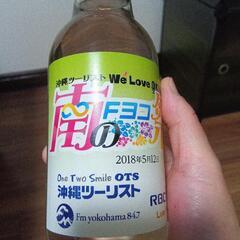 沖縄ツーリスト We Love
南の
Fヨコ
2018年5月12日
One Two Smile OTS
沖縄ツーリスト
Fm yokohama 84.7
RBC